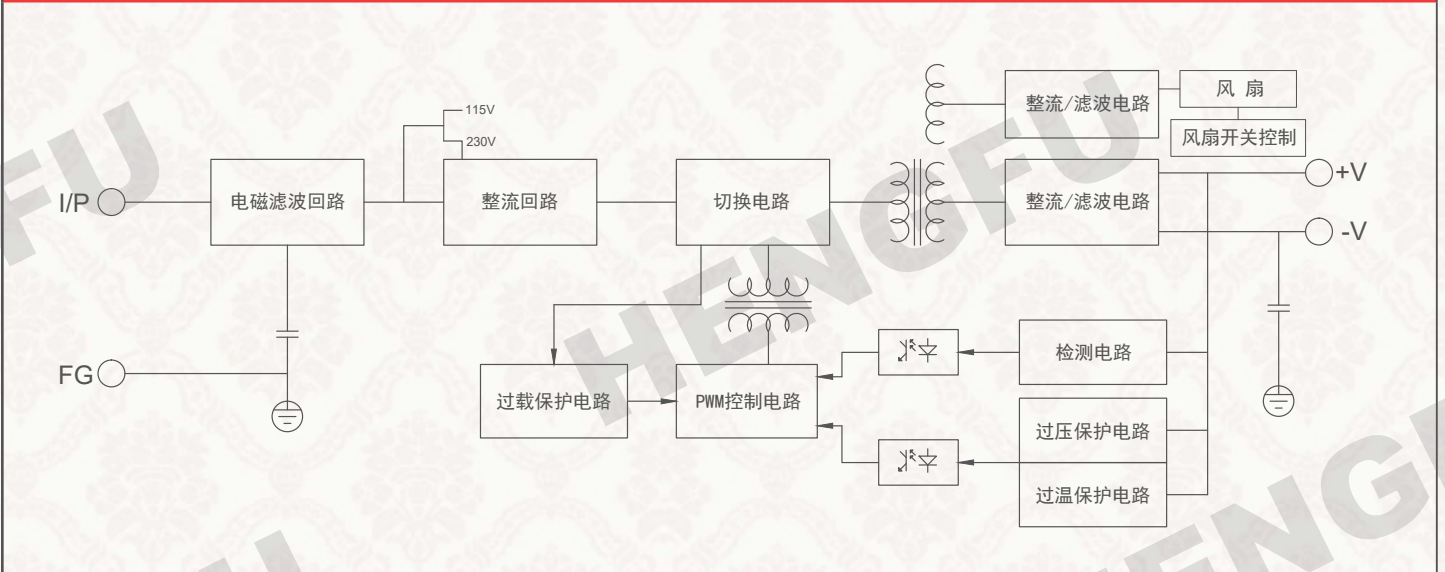 整流/滤波电路
风 扇
115V
风扇开关控制
230V
I/P
电磁滤波回路
整流回路
切换电路
整流/滤波电路
+V
-V
检测电路
FG
过载保护电路
PWM控制电路
过压保护电路
过温保护电路
FU
HENGFU
HENGF
FU